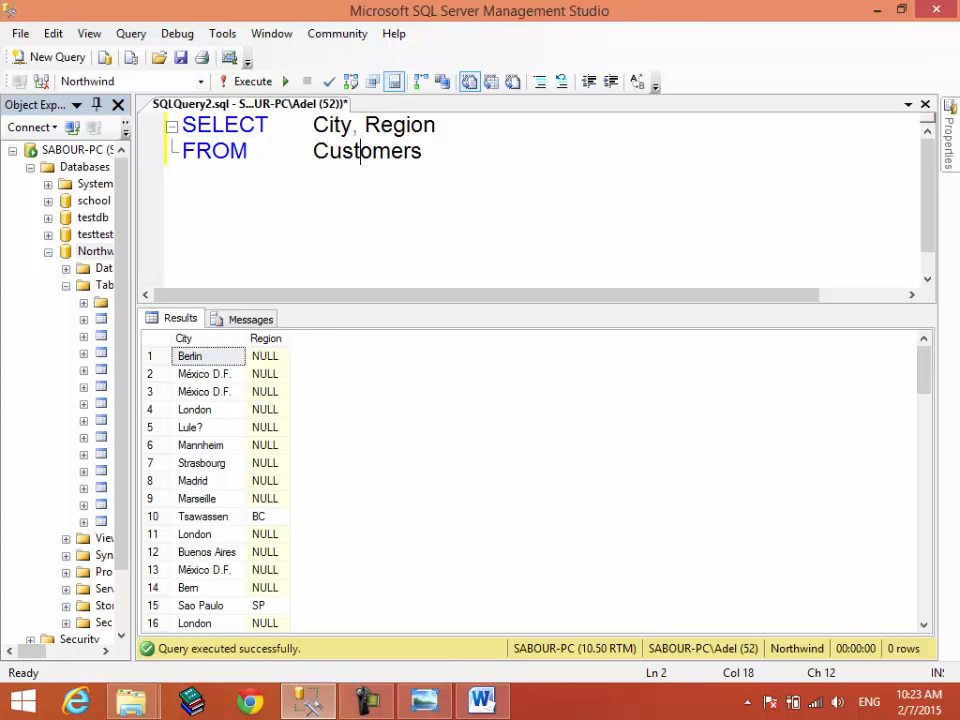 Microsoft SQL Server Management Studio
File Edit View Query Debug Tools Window Community Help
New Query
Northwind Execute
Object Exp...
SQLQuery2.sql - S...UR-PC\Adel (52))*
Connect
SABOUR-PC (S
Databases
System
school
testdb
testtest
Northw
Dat
Tab
Viev
Syn
Pro
Serv
Stor
Sec
Security
Properties
SELECT City, Region
FROM Customers
Results Messages
City Region
1 Berlin NULL
2 México D.F. NULL
3 México D.F. NULL
4 London NULL
5 Lule? NULL
6 Mannheim NULL
7 Strasbourg NULL
8 Madrid NULL
9 Marseille NULL
10 Tsawassen BC
11 London NULL
12 Buenos Aires NULL
13 México D.F. NULL
14 Bern NULL
15 Sao Paulo SP
16 London NULL
Query executed successfully. SABOUR-PC (10.50 RTM) SABOUR-PC\Adel (52) Northwind 00:00:00 0 rows
Ready Ln 2 Col 18 Ch 12 INS
ENG 10:23 AM
2/7/2015